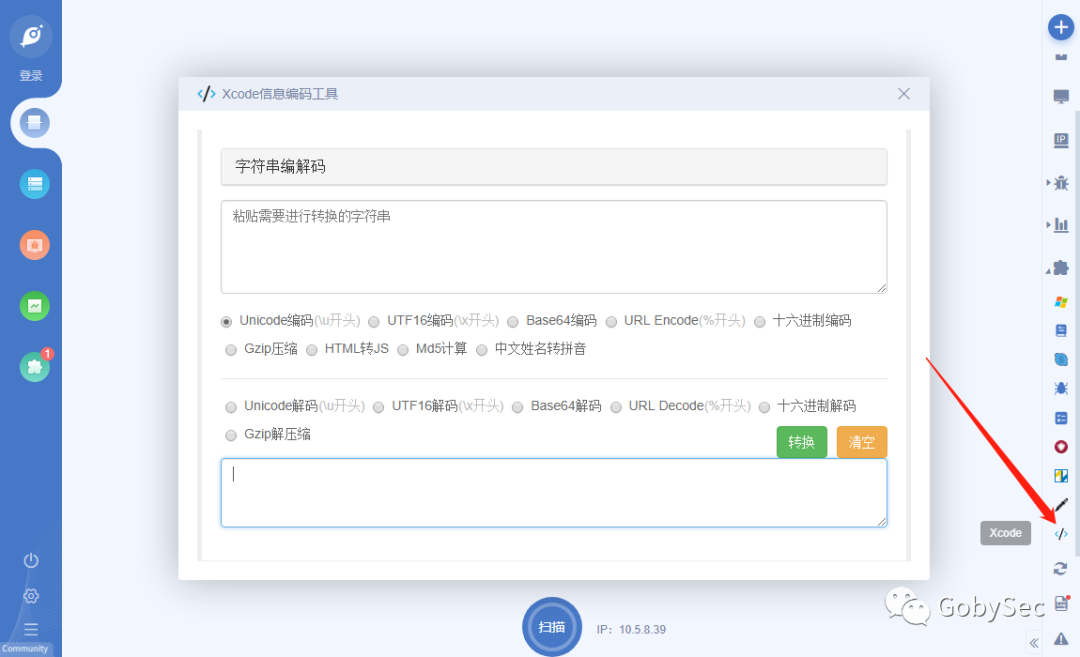 登录
Xcode信息编码工具
字符串编解码
粘贴需要进行转换的字符串
Unicode编码(\u开头) UTF16编码(\x开头) Base64编码 URL Encode(%开头) 十六进制编码
Gzip压缩 HTML转JS Md5计算 中文姓名转拼音
Unicode解码(\u开头) UTF16解码(\x开头) Base64解码 URL Decode(%开头) 十六进制解码
Gzip解压缩
转换 清空
IP
1
Xcode
GobySec
扫描 IP: 10.5.8.39
Community